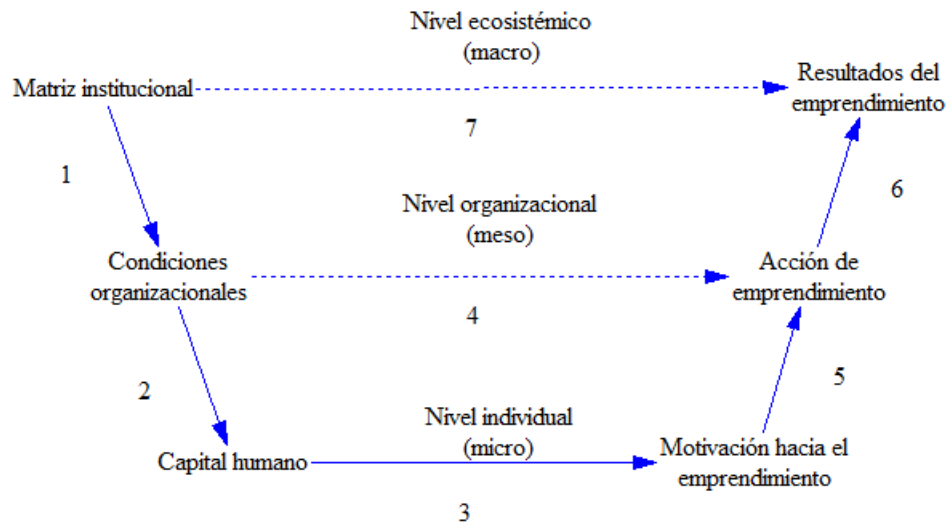 Nivel ecosistémico
(macro)
Matriz institucional
Resultados del
emprendimiento
7
1
6
Nivel organizacional
(meso)
Condiciones
organizacionales
Acción de
emprendimiento
4
2
5
Nivel individual
(micro)
Capital humano
Motivación hacia el
emprendimiento
3